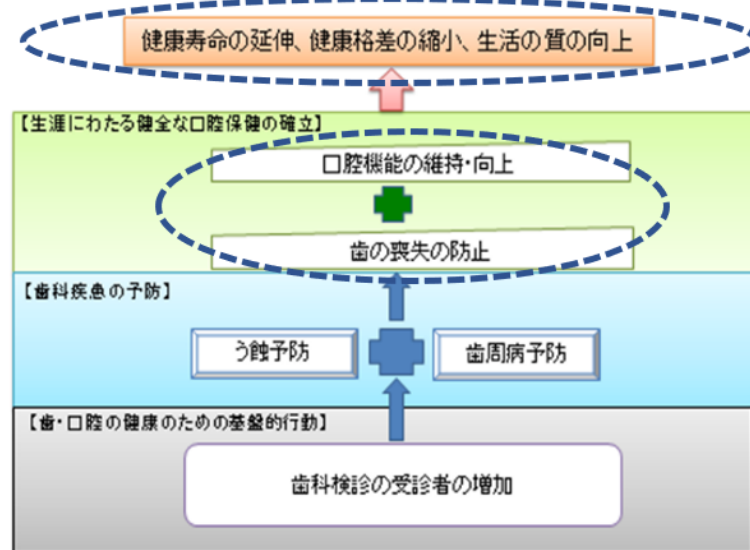 健康寿命の延伸、健康格差の縮小、生活の質の向上
【生涯にわたる健全な口腔保健の確立】
口腔機能の維持・向上
歯の喪失の防止
【歯科疾患の予防】
う蝕予防
歯周病予防
【歯・口腔の健康のための基盤的行動】
歯科検診の受診者の増加